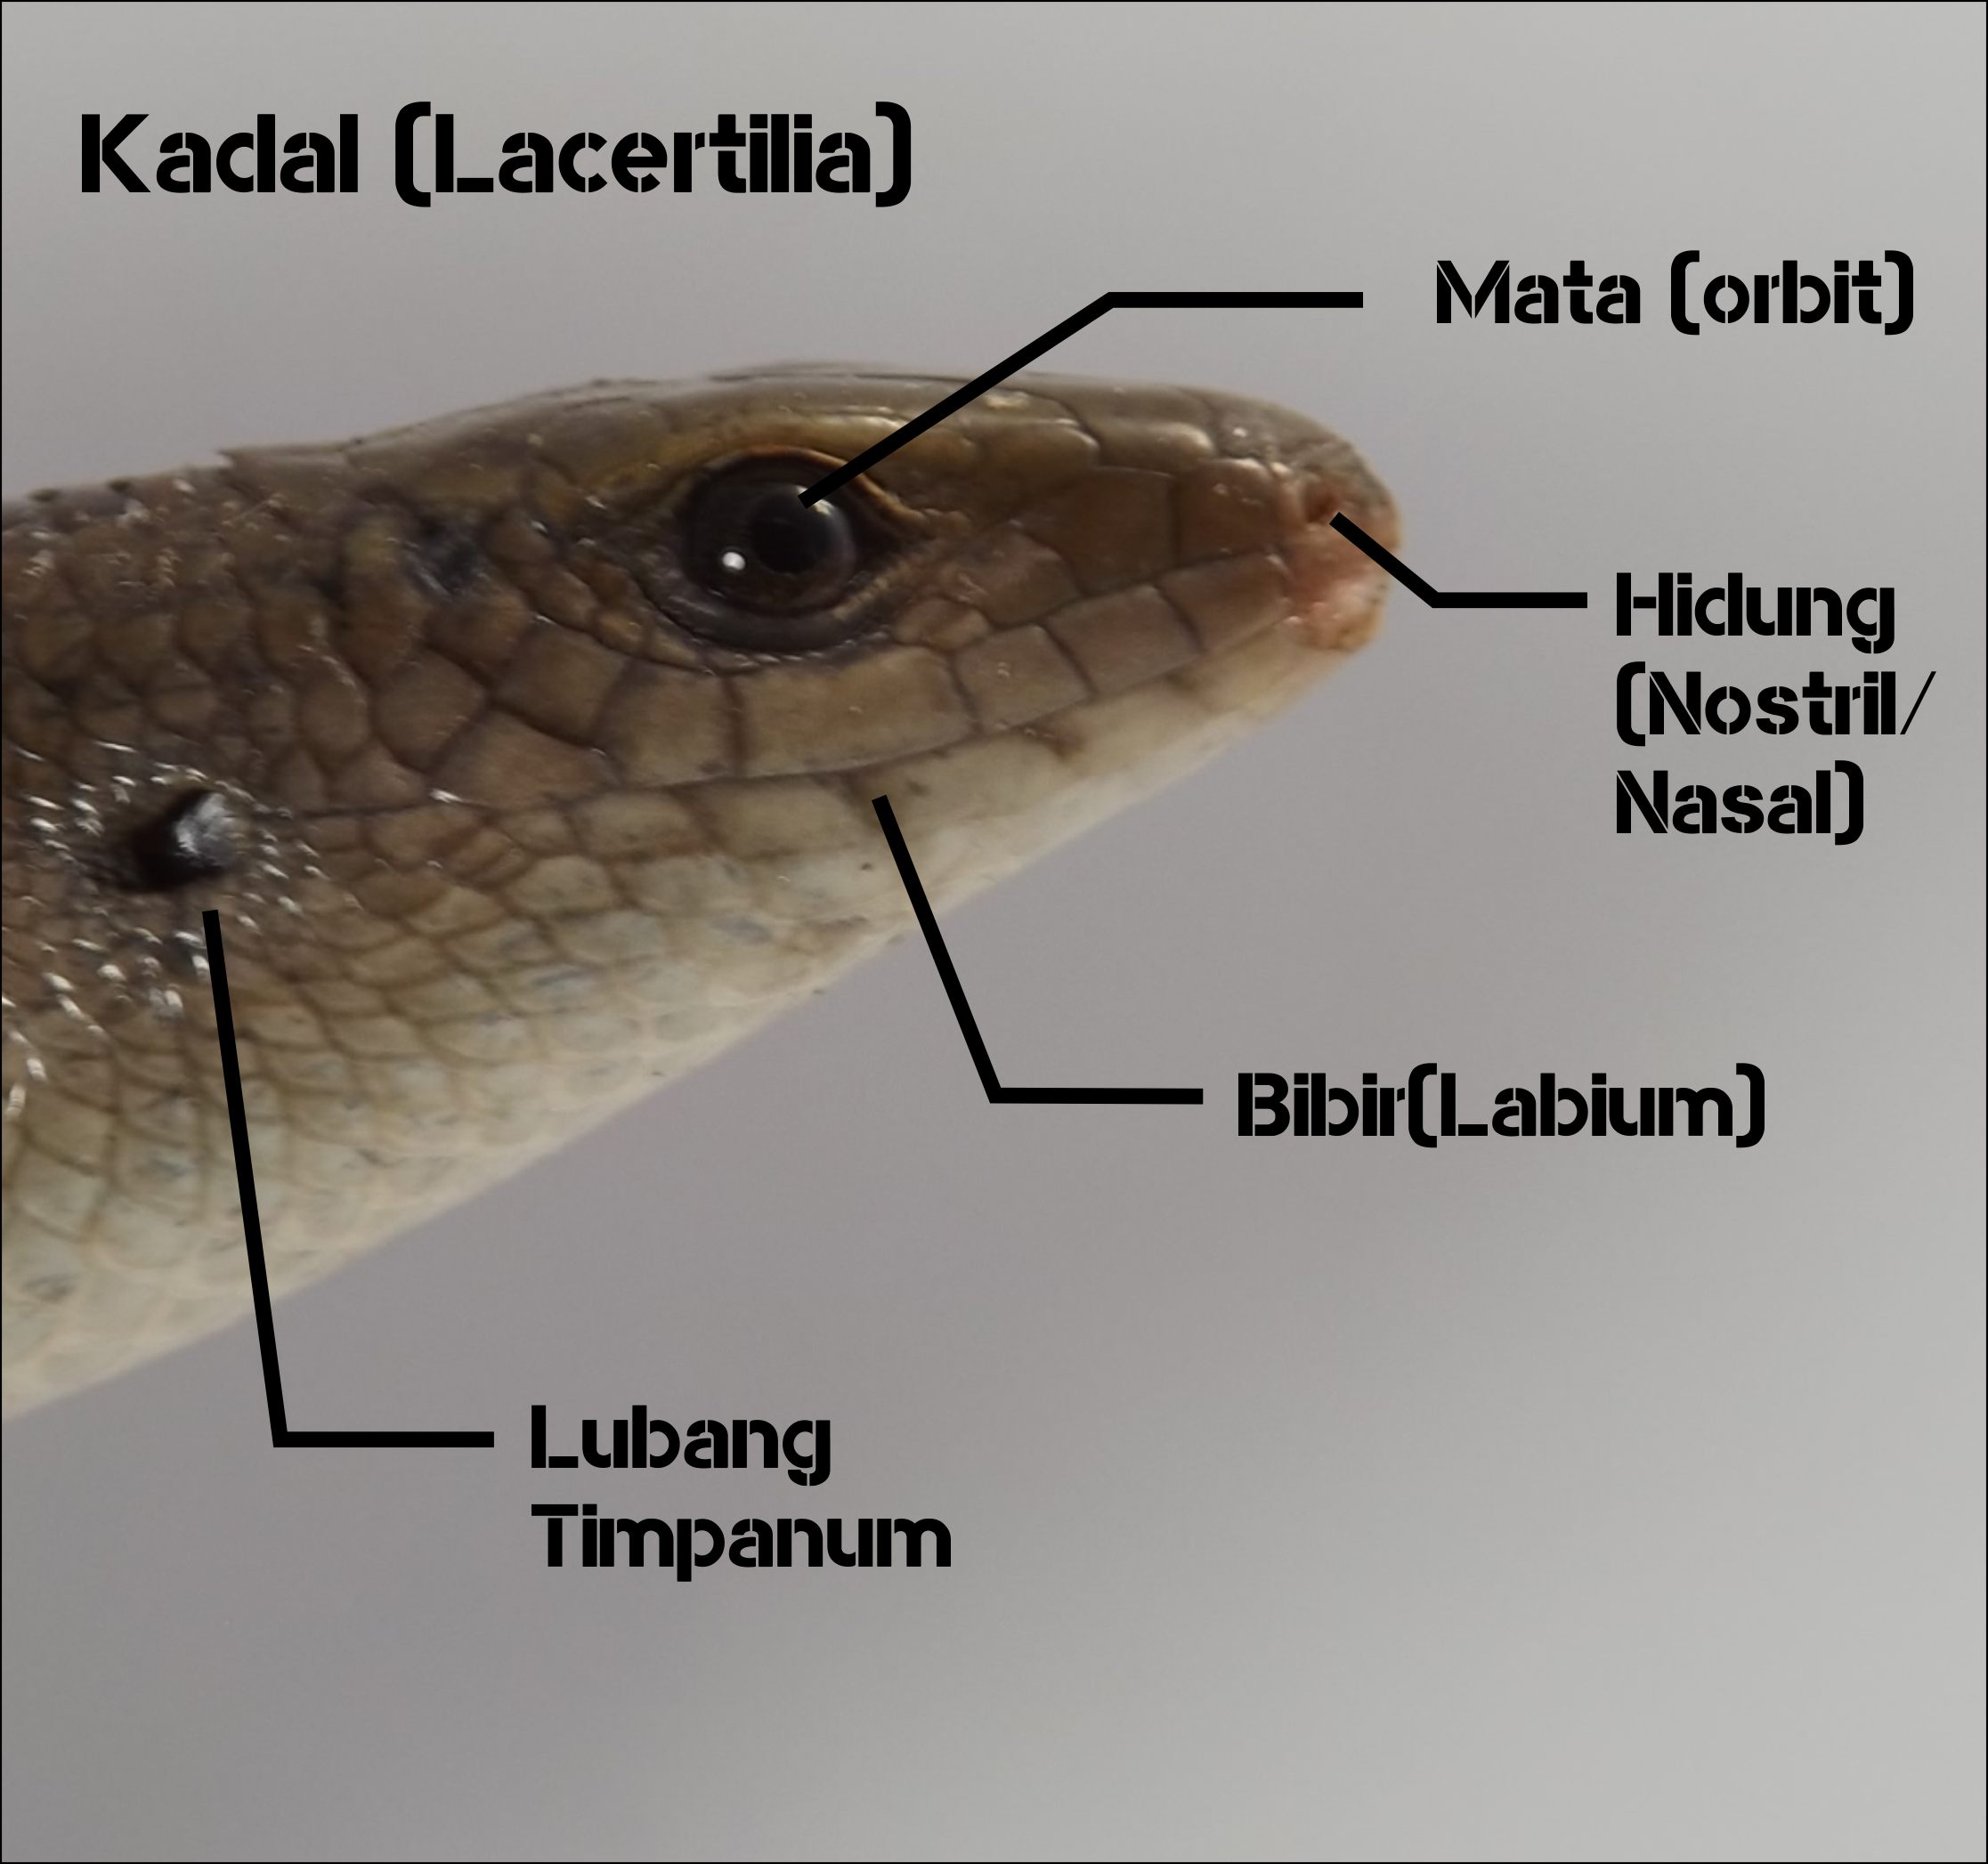 Kadal (Lacertilia)
Mata (orbit)
Hidung
(Nostril/
Nasal)
Bibir(Labium)
Lubang
Timpanum